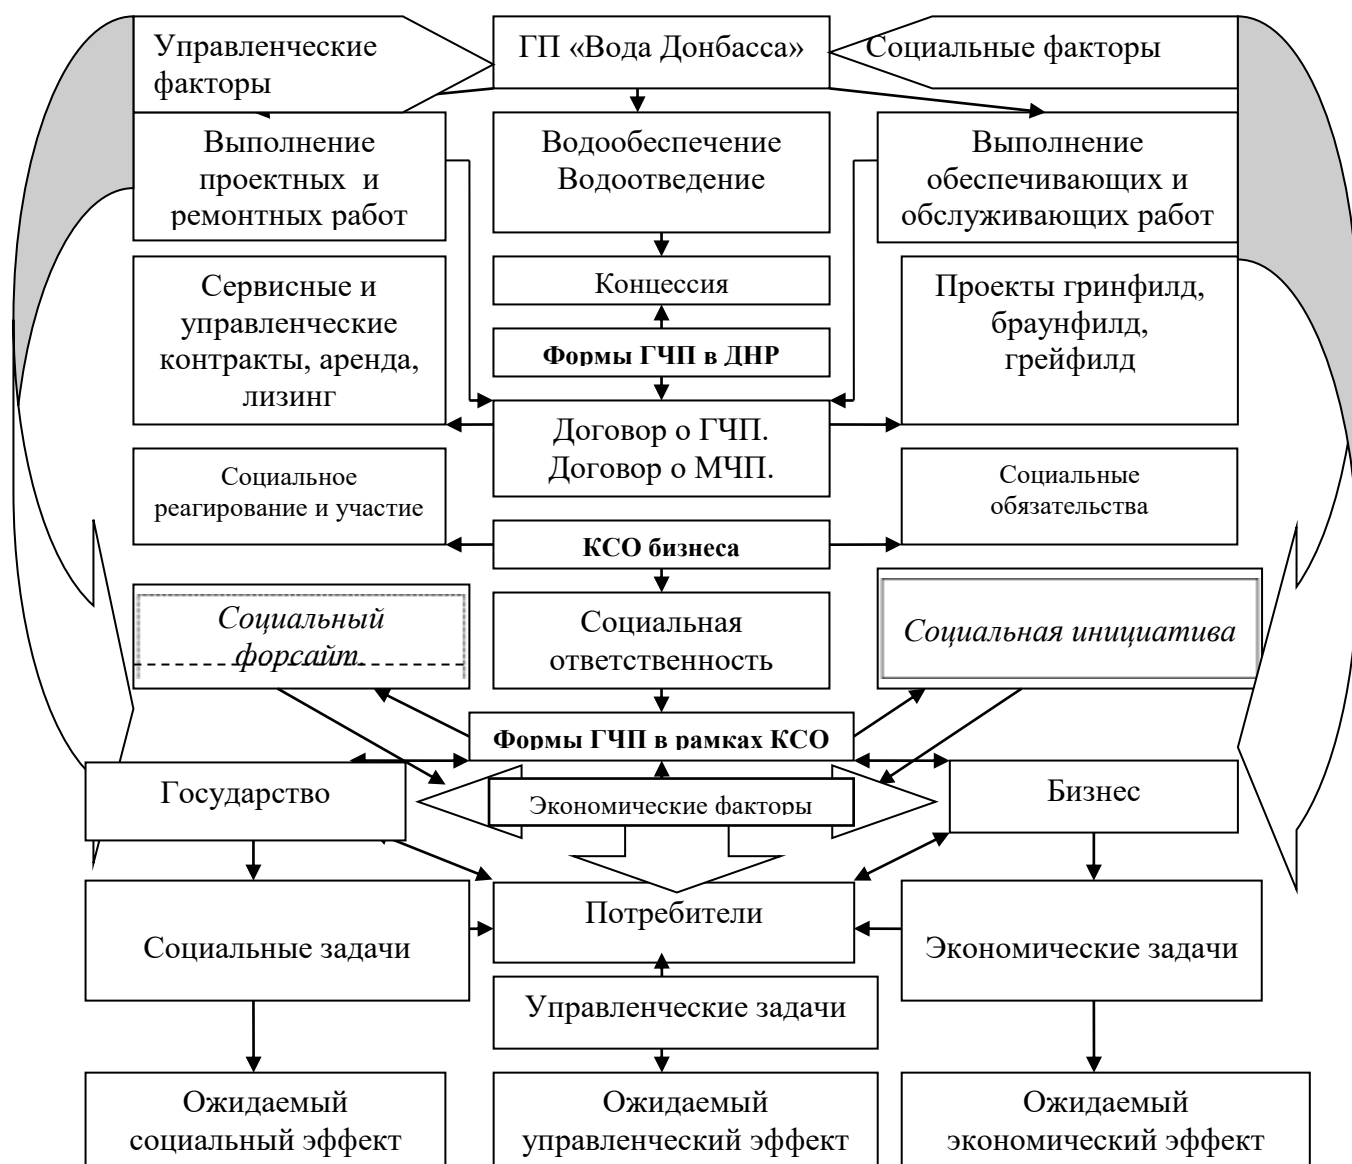 Управленческие
факторы
ГП «Вода Донбасса»
Социальные факторы
Выполнение
проектных и
ремонтных работ
Водообеспечение
Водоотведение
Выполнение
обеспечивающих и
обслуживающих работ
Сервисные и
управленческие
контракты, аренда,
лизинг
Концессия
Проекты гринфилд,
браунфилд,
грейфилд
Формы ГЧП в ДНР
Договор о ГЧП.
Договор о МЧП.
Социальное
реагирование и участие
Социальные
обязательства
КСО бизнеса
Социальный
форсайт.
Социальная
ответственность
Социальная инициатива
Формы ГЧП в рамках КСО
Государство
Экономические факторы
Бизнес
Социальные задачи
Потребители
Экономические задачи
Управленческие задачи
Ожидаемый
социальный эффект
Ожидаемый
управленческий эффект
Ожидаемый
экономический эффект